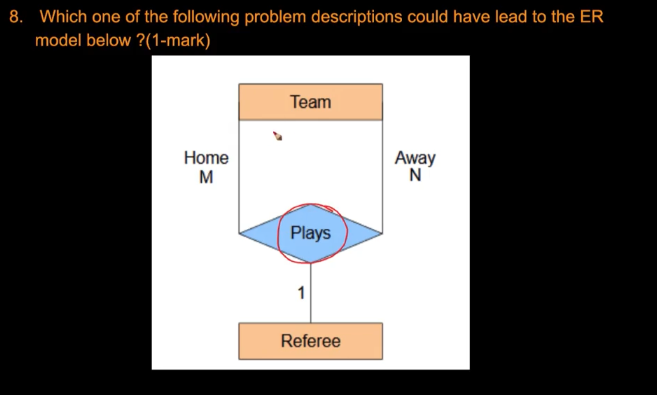 8. Which one of the following problem descriptions could have lead to the ER
model below ?(1-mark)
Team
Home
M
Away
N
Plays
1
Referee